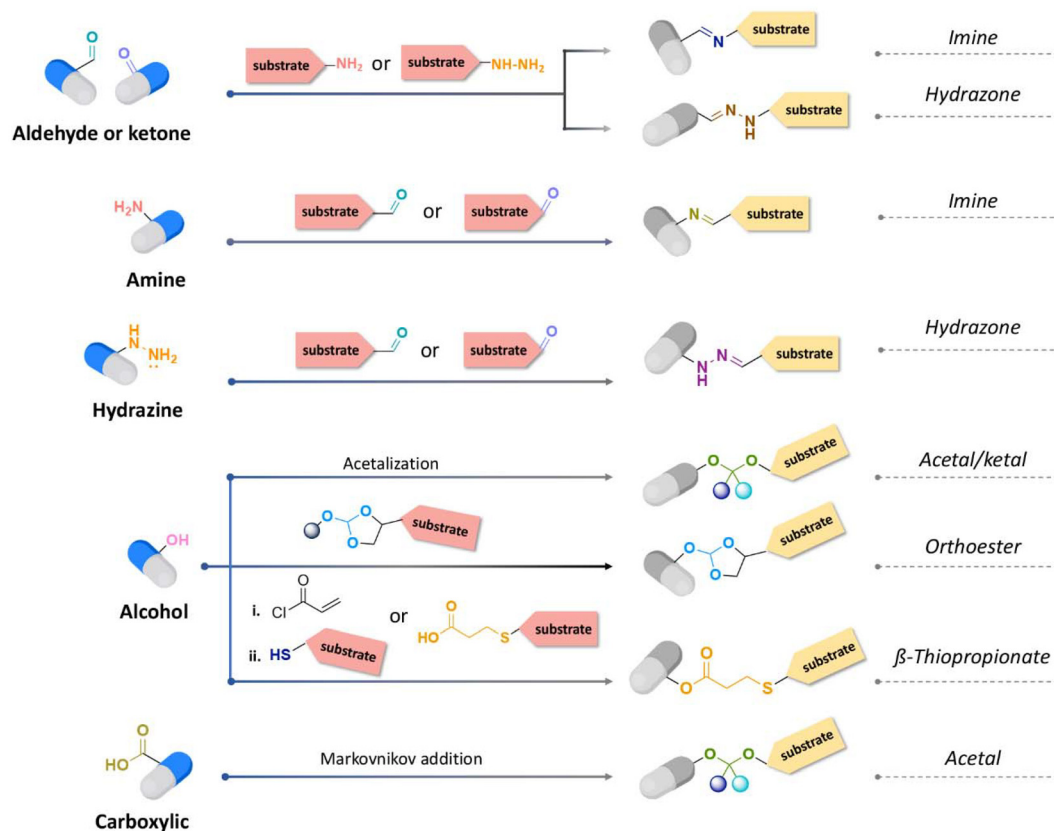 O
O
Aldehyde or ketone
substrate NH₂ or substrate NH-NH₂
N substrate
Imine
N N H substrate
Hydrazone
H₂N
Amine
substrate O or substrate O
N substrate
Imine
H N NH₂
Hydrazine
substrate O or substrate O
N H N substrate
Hydrazone
Acetalization
O O substrate
Acetal/ketal
OH
Alcohol
O O O substrate
O O O substrate
Orthoester
i. Cl O or HO O S substrate
ii. HS substrate
O O S substrate
ß-Thiopropionate
O HO
Carboxylic
Markovnikov addition
O O substrate
Acetal